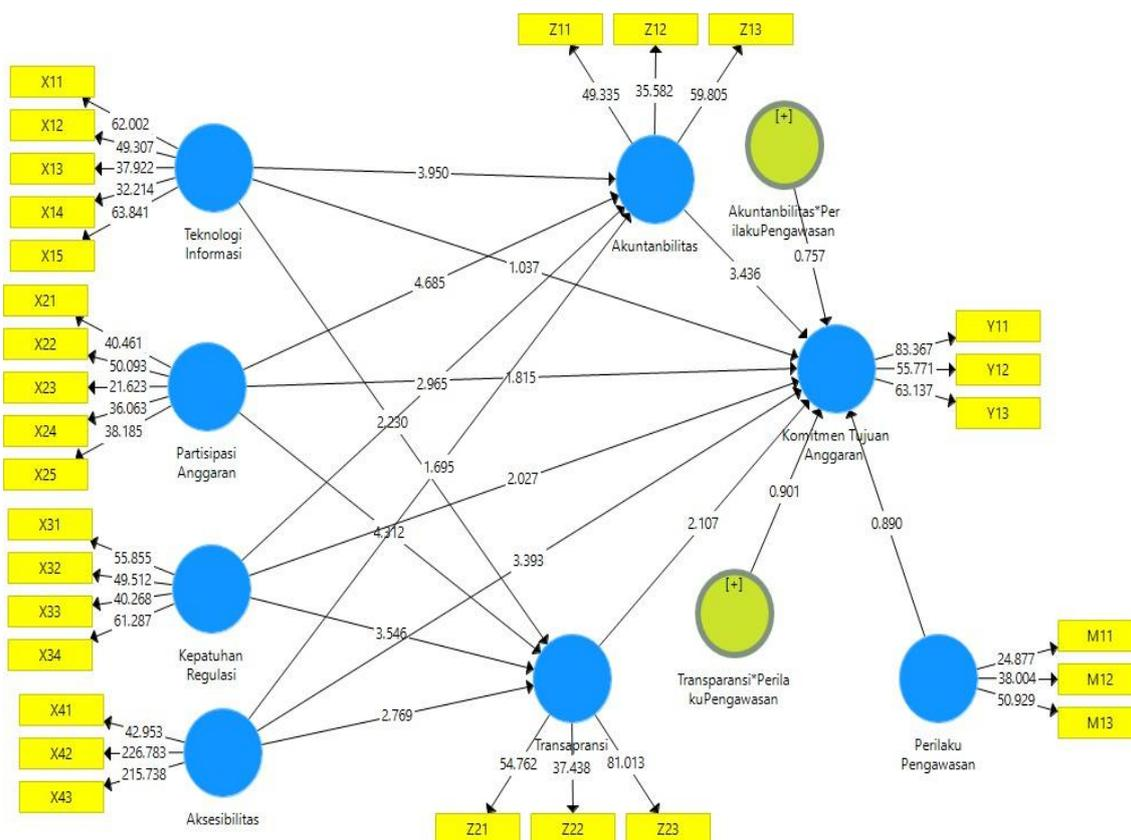 Z11
Z12
Z13
49.335
35.582
59.805
X11
X12
X13
X14
X15
62.002
49.307
37.922
32.214
63.841
Teknologi
Informasi
X21
X22
X23
X24
X25
40.461
50.093
21.623
36.063
38.185
Partisipasi
Anggaran
X31
X32
X33
X34
55.855
49.512
40.268
61.287
Kepatuhan
Regulasi
X41
X42
X43
42.953
226.783
215.738
Aksesibilitas
3.950
1.037
2.230
4.685
1.815
4.312
2.965
2.027
3.546
1.695
3.393
2.769
Akuntanbilitas
3.436
[+]
Akuntanbilitas*Per
ilakuPengawasan
0.757
Komitmen Tujuan
Anggaran
83.367
55.771
63.137
Y11
Y12
Y13
2.107
0.901
0.890
[+]
Transparansi*Perila
kuPengawasan
Transapransi
54.762
37.438
81.013
Z21
Z22
Z23
Perilaku
Pengawasan
24.877
38.004
50.929
M11
M12
M13